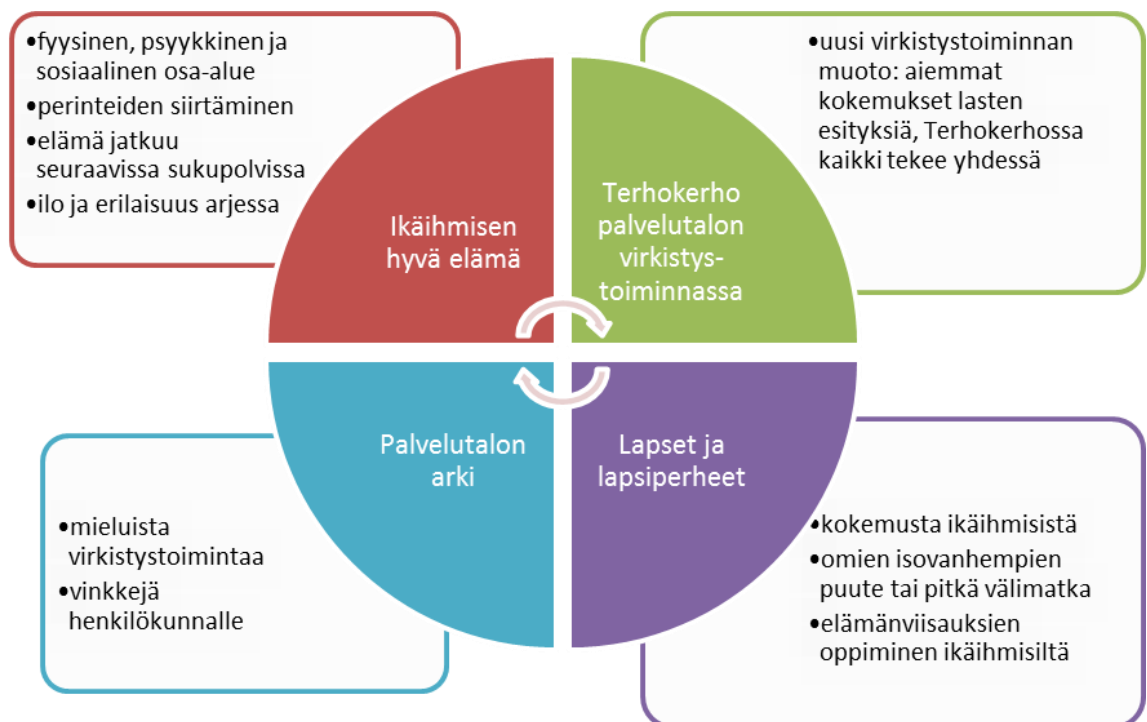 •fyysinen, psyykkinen ja
sosiaalinen osa-alue
•perinteiden siirtäminen
•elämä jatkuu
seuraavissa sukupolvissa
•ilo ja erilaisuus arjessa
•uusi virkistystoiminnan
muoto: aiemmat
kokemukset lasten
esityksiä, Terhokerhossa
kaikki tekee yhdessä
Ikäihmisen
hyvä elämä
Terhokerho
palvelutalon
virkistys-
toiminnassa
Palvelutalon
arki
Lapset ja
lapsiperheet
•mieluista
virkistystoimintaa
•vinkkejä
henkilökunnalle
•kokemusta ikäihmisistä
•omien isovanhempien
puute tai pitkä välimatka
•elämänviisauksien
oppiminen ikäihmisiltä